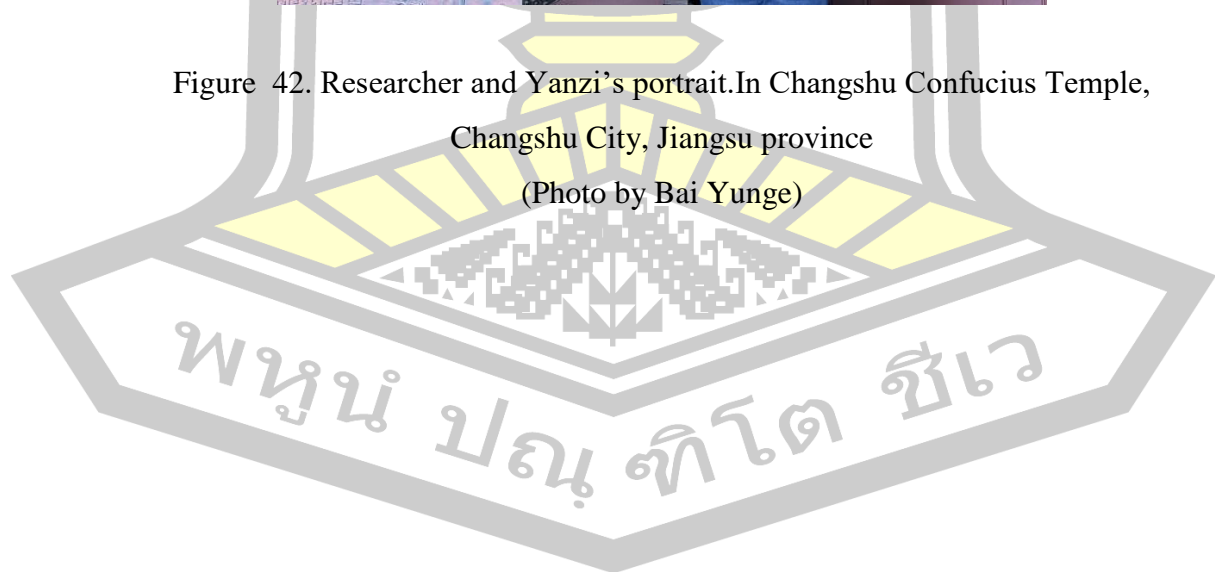 Figure  42. Researcher and Yanzi’s portrait.In Changshu Confucius Temple,
Changshu City, Jiangsu province
(Photo by Bai Yunge)
พหูนํ ปณฺฑิโต ชีเว